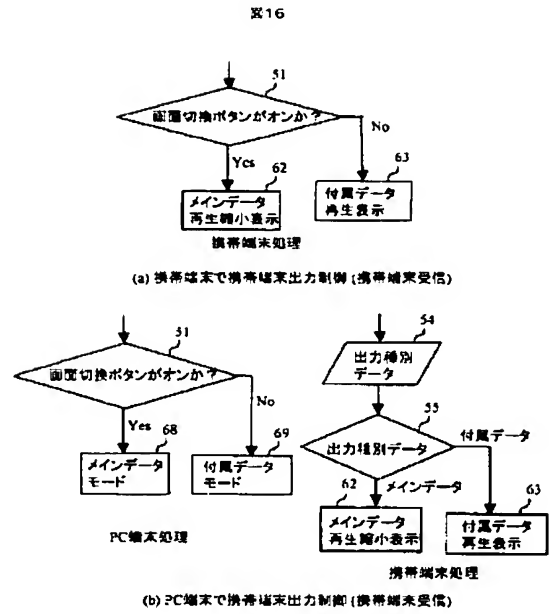 図16
51
画面切換ボタンがオンか?
No
Yes
62
63
メインデータ
再生縮小表示
付属データ
再生表示
携帯端末処理
(a) 携帯端末で携帯端末出力制御 (携帯端末受信)
51
画面切換ボタンがオンか?
Yes
No
68
69
メインデータ
モード
付属データ
モード
PC端末処理
54
出力種別
データ
55
出力種別データ
付属データ
メインデータ
62
63
メインデータ
再生縮小表示
付属データ
再生表示
携帯端末処理
(b) PC端末で携帯端末出力制御 (携帯端末受信)